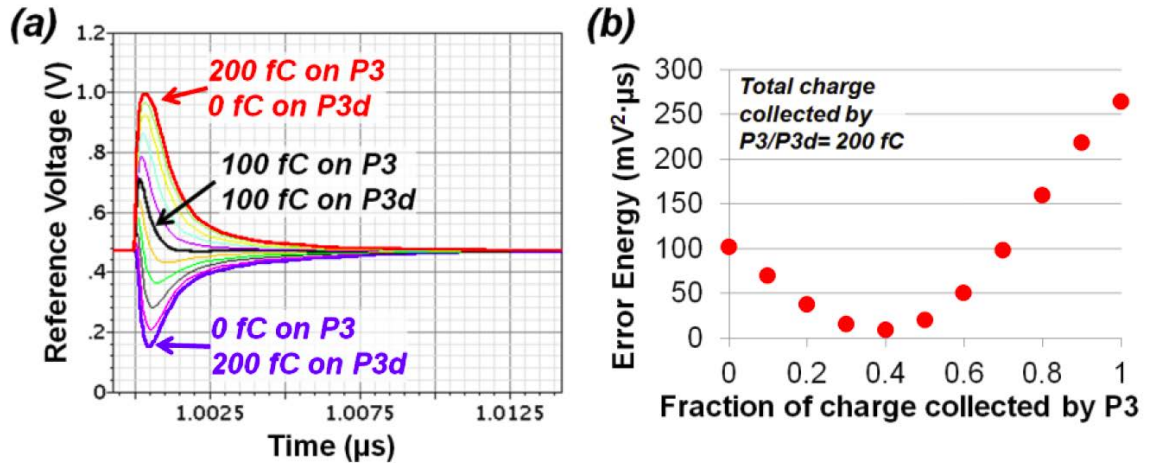 (a)
Reference Voltage (V)
1.2
1.0
.8
.6
.4
.2
0
200 fC on P3
0 fC on P3d
100 fC on P3
100 fC on P3d
0 fC on P3
200 fC on P3d
1.0025
1.0075
1.0125
Time (µs)
(b)
Error Energy (mV²·µs)
300
250
200
150
100
50
0
Total charge
collected by
P3/P3d= 200 fC
0
0.2
0.4
0.6
0.8
1
Fraction of charge collected by P3